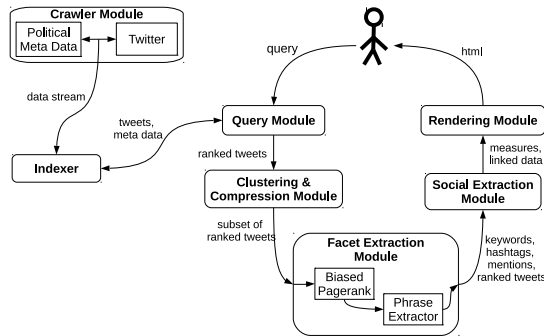 Crawler Module
Political
Meta Data
Twitter
query
html
data stream
tweets,
meta data
Query Module
Rendering Module
Indexer
ranked tweets
measures,
linked data
Clustering &
Compression Module
Social Extraction
Module
subset of
ranked tweets
Facet Extraction
Module
keywords,
hashtags,
mentions,
ranked tweets
Biased
Pagerank
Phrase
Extractor